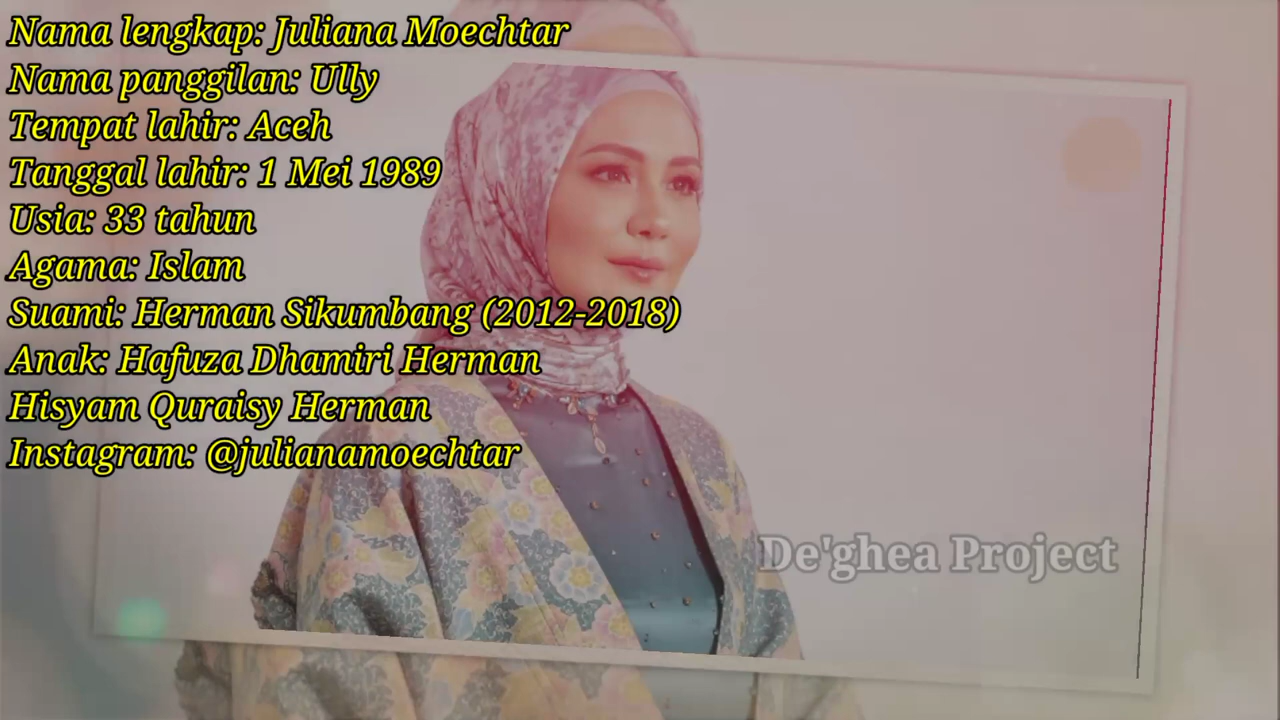 Nama lengkap: Juliana Moechtar
Nama panggilan: Ully
Tempat lahir: Aceh
Tanggal lahir: 1 Mei 1989
Usia: 33 tahun
Agama: Islam
Suami: Herman Sikumbang (2012-2018)
Anak: Hafuza Dhamiri Herman
Hisyam Quraisy Herman
Instagram: @julianamoechtar
De'ghea Project